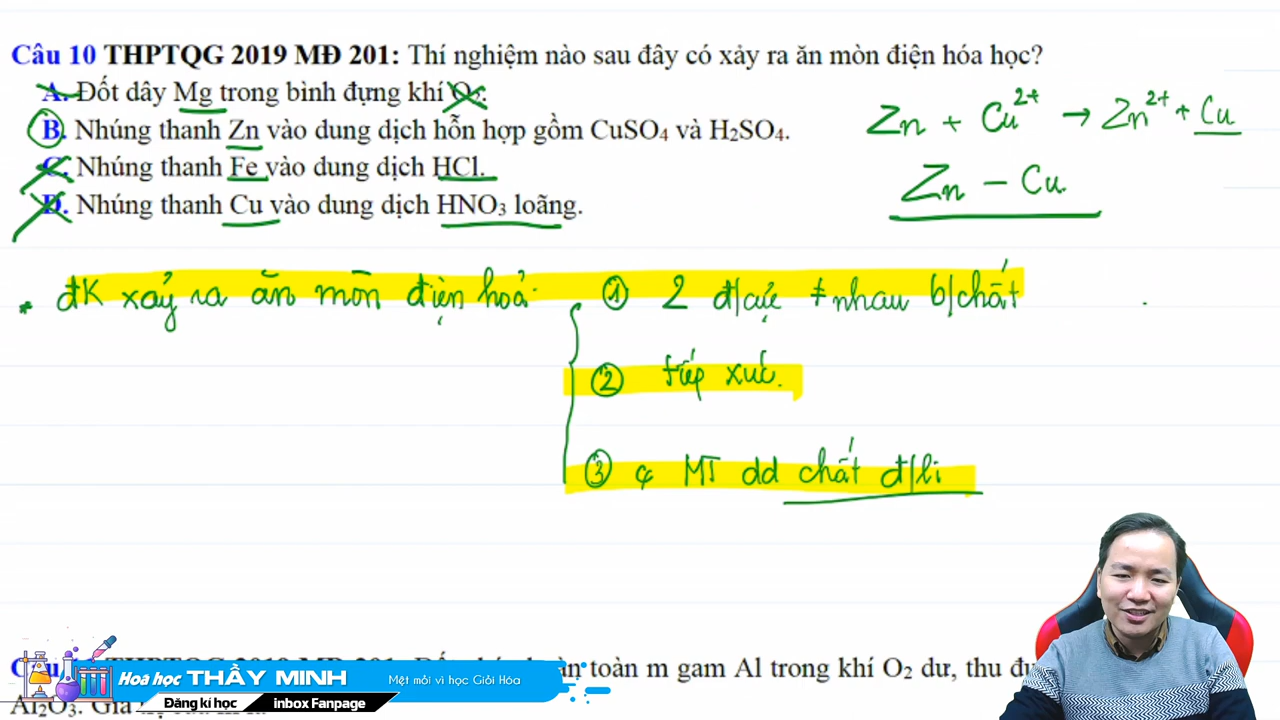 Câu 10 THPTQG 2019 MĐ 201: Thí nghiệm nào sau đây có xảy ra ăn mòn điện hóa học?
A. Đốt dây Mg trong bình đựng khí O₂.
B. Nhúng thanh Zn vào dung dịch hỗn hợp gồm CuSO₄ và H₂SO₄.
C. Nhúng thanh Fe vào dung dịch HCl.
D. Nhúng thanh Cu vào dung dịch HNO₃ loãng.
Zn + Cu²⁺ → Zn²⁺ + Cu
Zn – Cu
* đK xảy ra ăn mòn điện hoá: ① 2 đ/cực ≠ nhau b/chất
② tiếp xúc.
③ MT dd chất đ/li
THPTQG 2019 MĐ 201: toàn m gam Al trong khí O₂ dư, thu
Al₂O₃.
Hoá học THẦY MINH
Mệt mỏi vì học Giỏi Hóa
Đăng kí học
inbox Fanpage